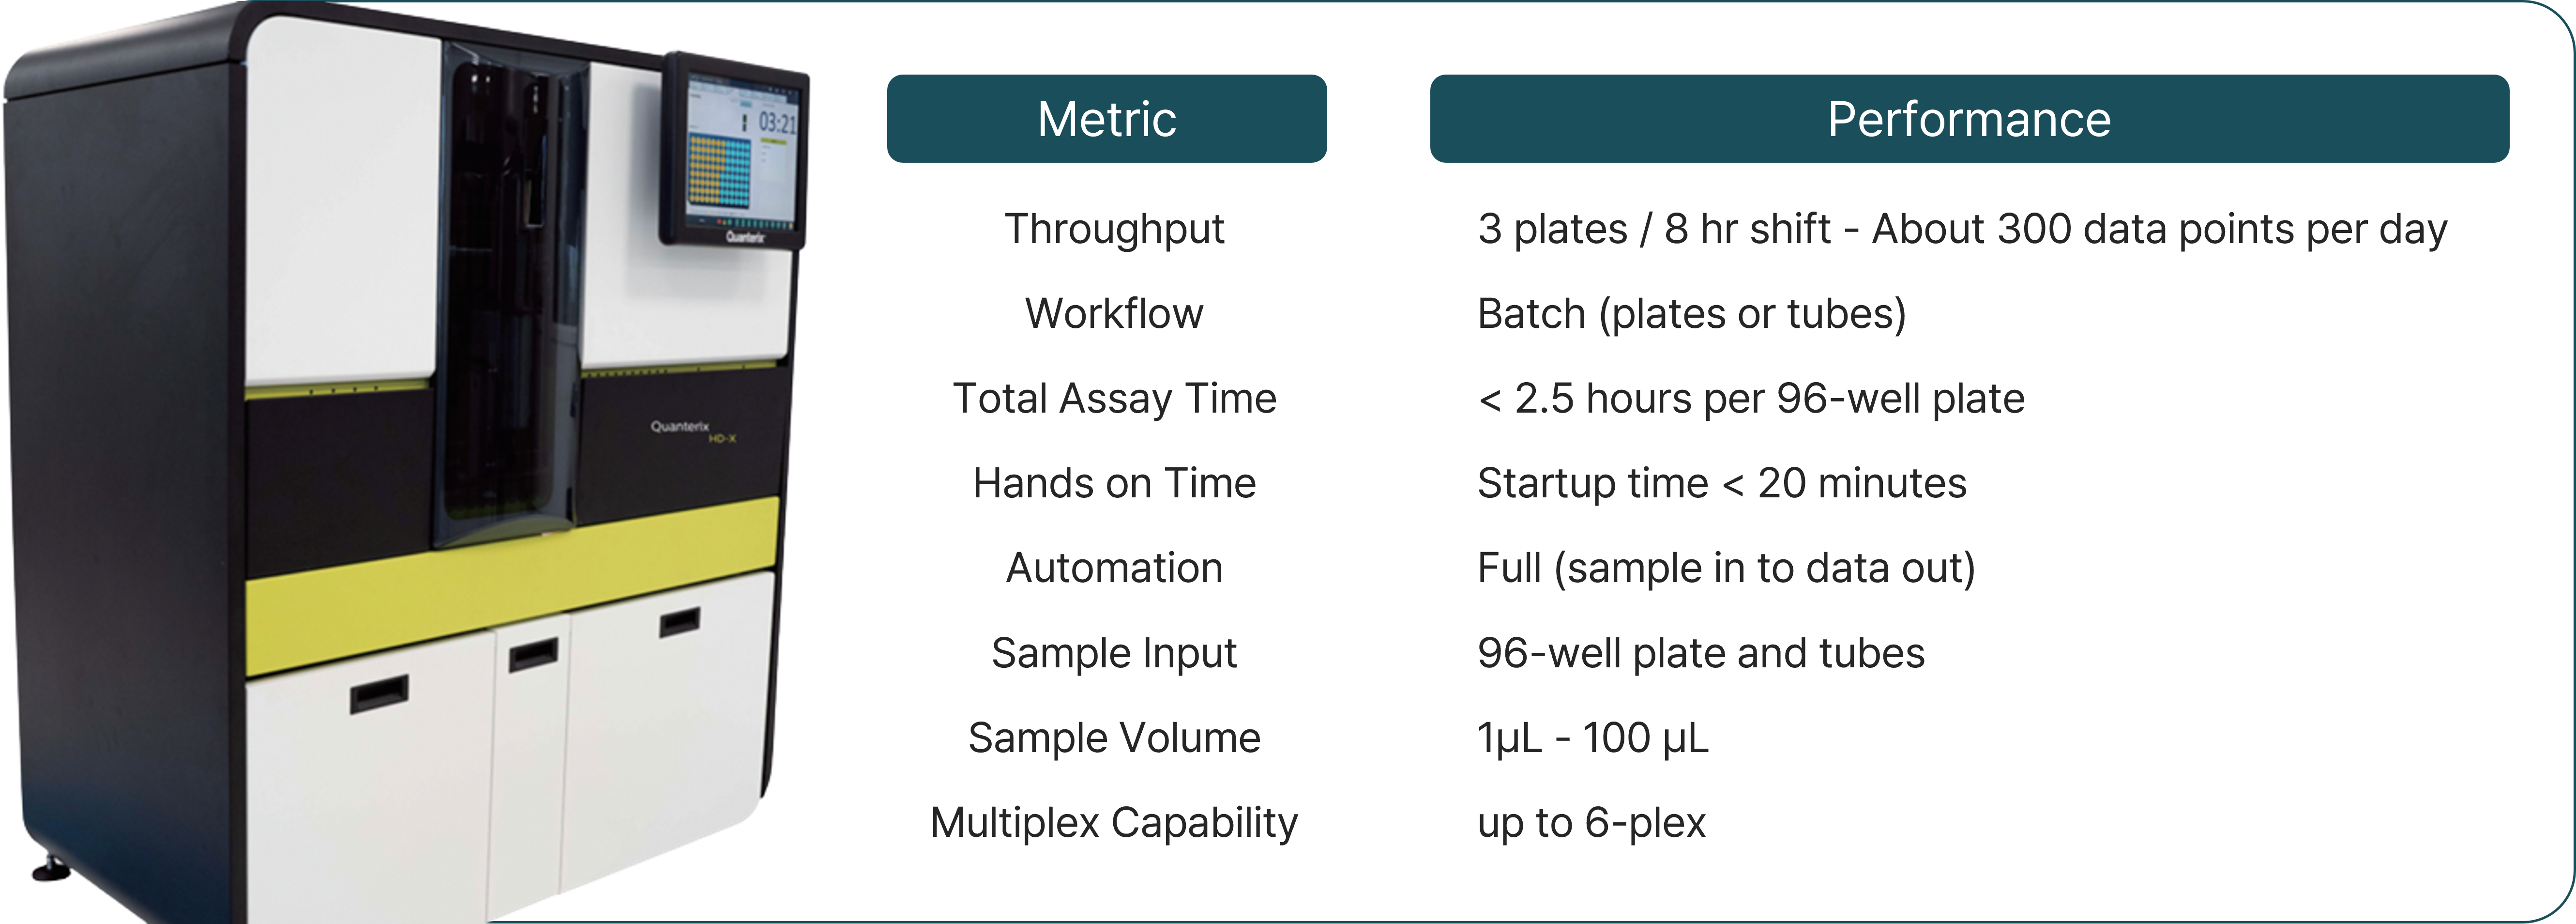 03:21
Quanterix
Quanterix
HD-X
Metric Performance
Throughput 3 plates / 8 hr shift - About 300 data points per day
Workflow Batch (plates or tubes)
Total Assay Time < 2.5 hours per 96-well plate
Hands on Time Startup time < 20 minutes
Automation Full (sample in to data out)
Sample Input 96-well plate and tubes
Sample Volume 1µL - 100 µL
Multiplex Capability up to 6-plex